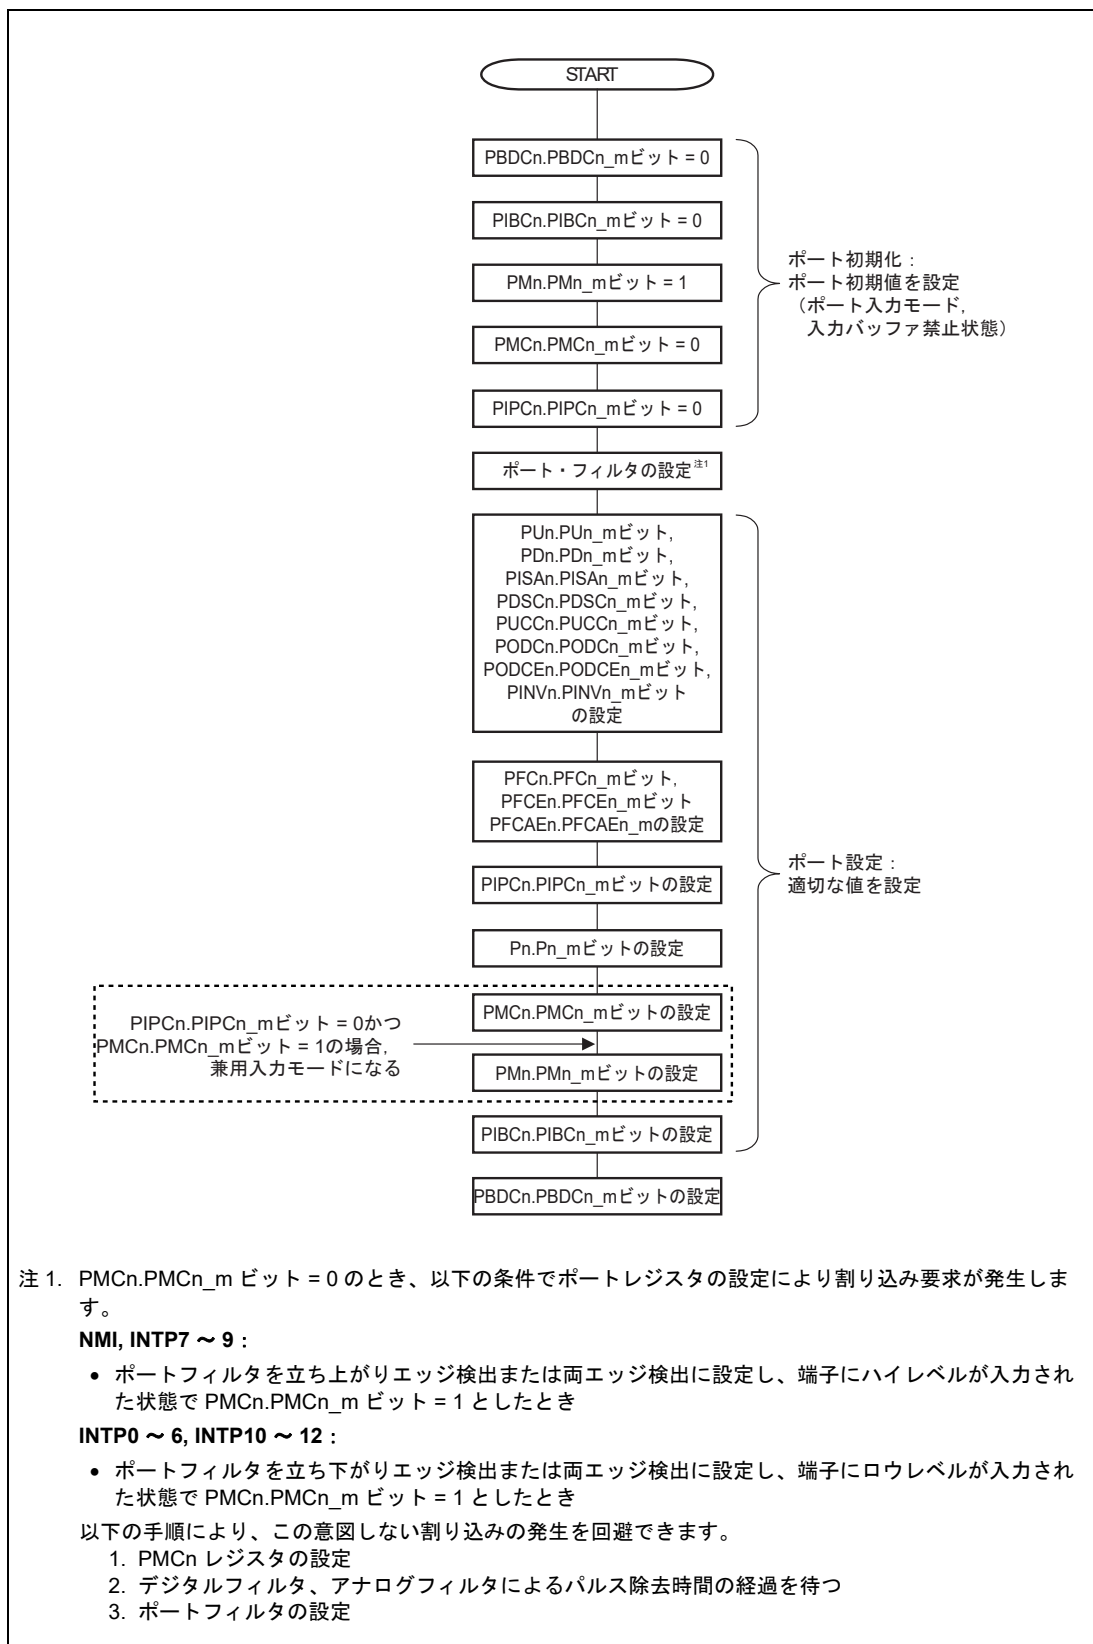 START
PBDCn.PBDCn_mビット = 0
PIBCn.PIBCn_mビット = 0
PMn.PMn_mビット = 1
PMCn.PMCn_mビット = 0
PIPCn.PIPCn_mビット = 0
ポート初期化：
ポート初期値を設定
（ポート入力モード,
入力バッファ禁止状態）
ポート・フィルタの設定注1
PUn.PUn_mビット,
PDn.PDn_mビット,
PISAn.PISAn_mビット,
PDSCn.PDSCn_mビット,
PUCCn.PUCCn_mビット,
PODCn.PODCn_mビット,
PODCEn.PODCEn_mビット,
PINVn.PINVn_mビット
の設定
PFCn.PFCn_mビット,
PFCEn.PFCEn_mビット
PFCAEn.PFCAEn_mの設定
PIPCn.PIPCn_mビットの設定
Pn.Pn_mビットの設定
ポート設定：
適切な値を設定
PIPCn.PIPCn_mビット = 0かつ
PMCn.PMCn_mビット = 1の場合,
兼用入力モードになる
PMCn.PMCn_mビットの設定
PMn.PMn_mビットの設定
PIBCn.PIBCn_mビットの設定
PBDCn.PBDCn_mビットの設定
注 1. PMCn.PMCn_m ビット = 0 のとき、以下の条件でポートレジスタの設定により割り込み要求が発生しま
す。
NMI, INTP7 ～ 9：
• ポートフィルタを立ち上がりエッジ検出または両エッジ検出に設定し、端子にハイレベルが入力され
た状態で PMCn.PMCn_m ビット = 1 としたとき
INTP0 ～ 6, INTP10 ～ 12：
• ポートフィルタを立ち下がりエッジ検出または両エッジ検出に設定し、端子にロウレベルが入力され
た状態で PMCn.PMCn_m ビット = 1 としたとき
以下の手順により、この意図しない割り込みの発生を回避できます。
1. PMCn レジスタの設定
2. デジタルフィルタ、アナログフィルタによるパルス除去時間の経過を待つ
3. ポートフィルタの設定